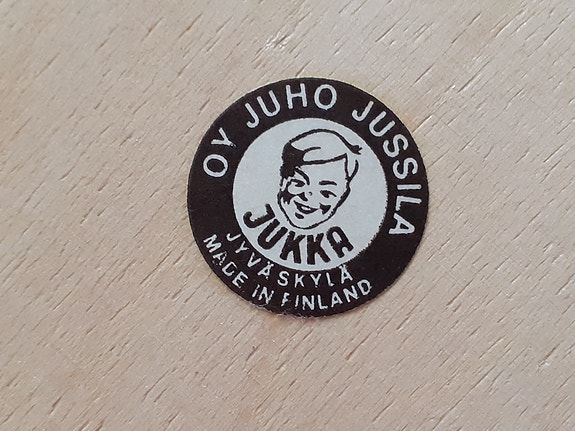 OY JUHO JUSSILA
JUKKA
JYVÄSKYLÄ
MADE IN FINLAND